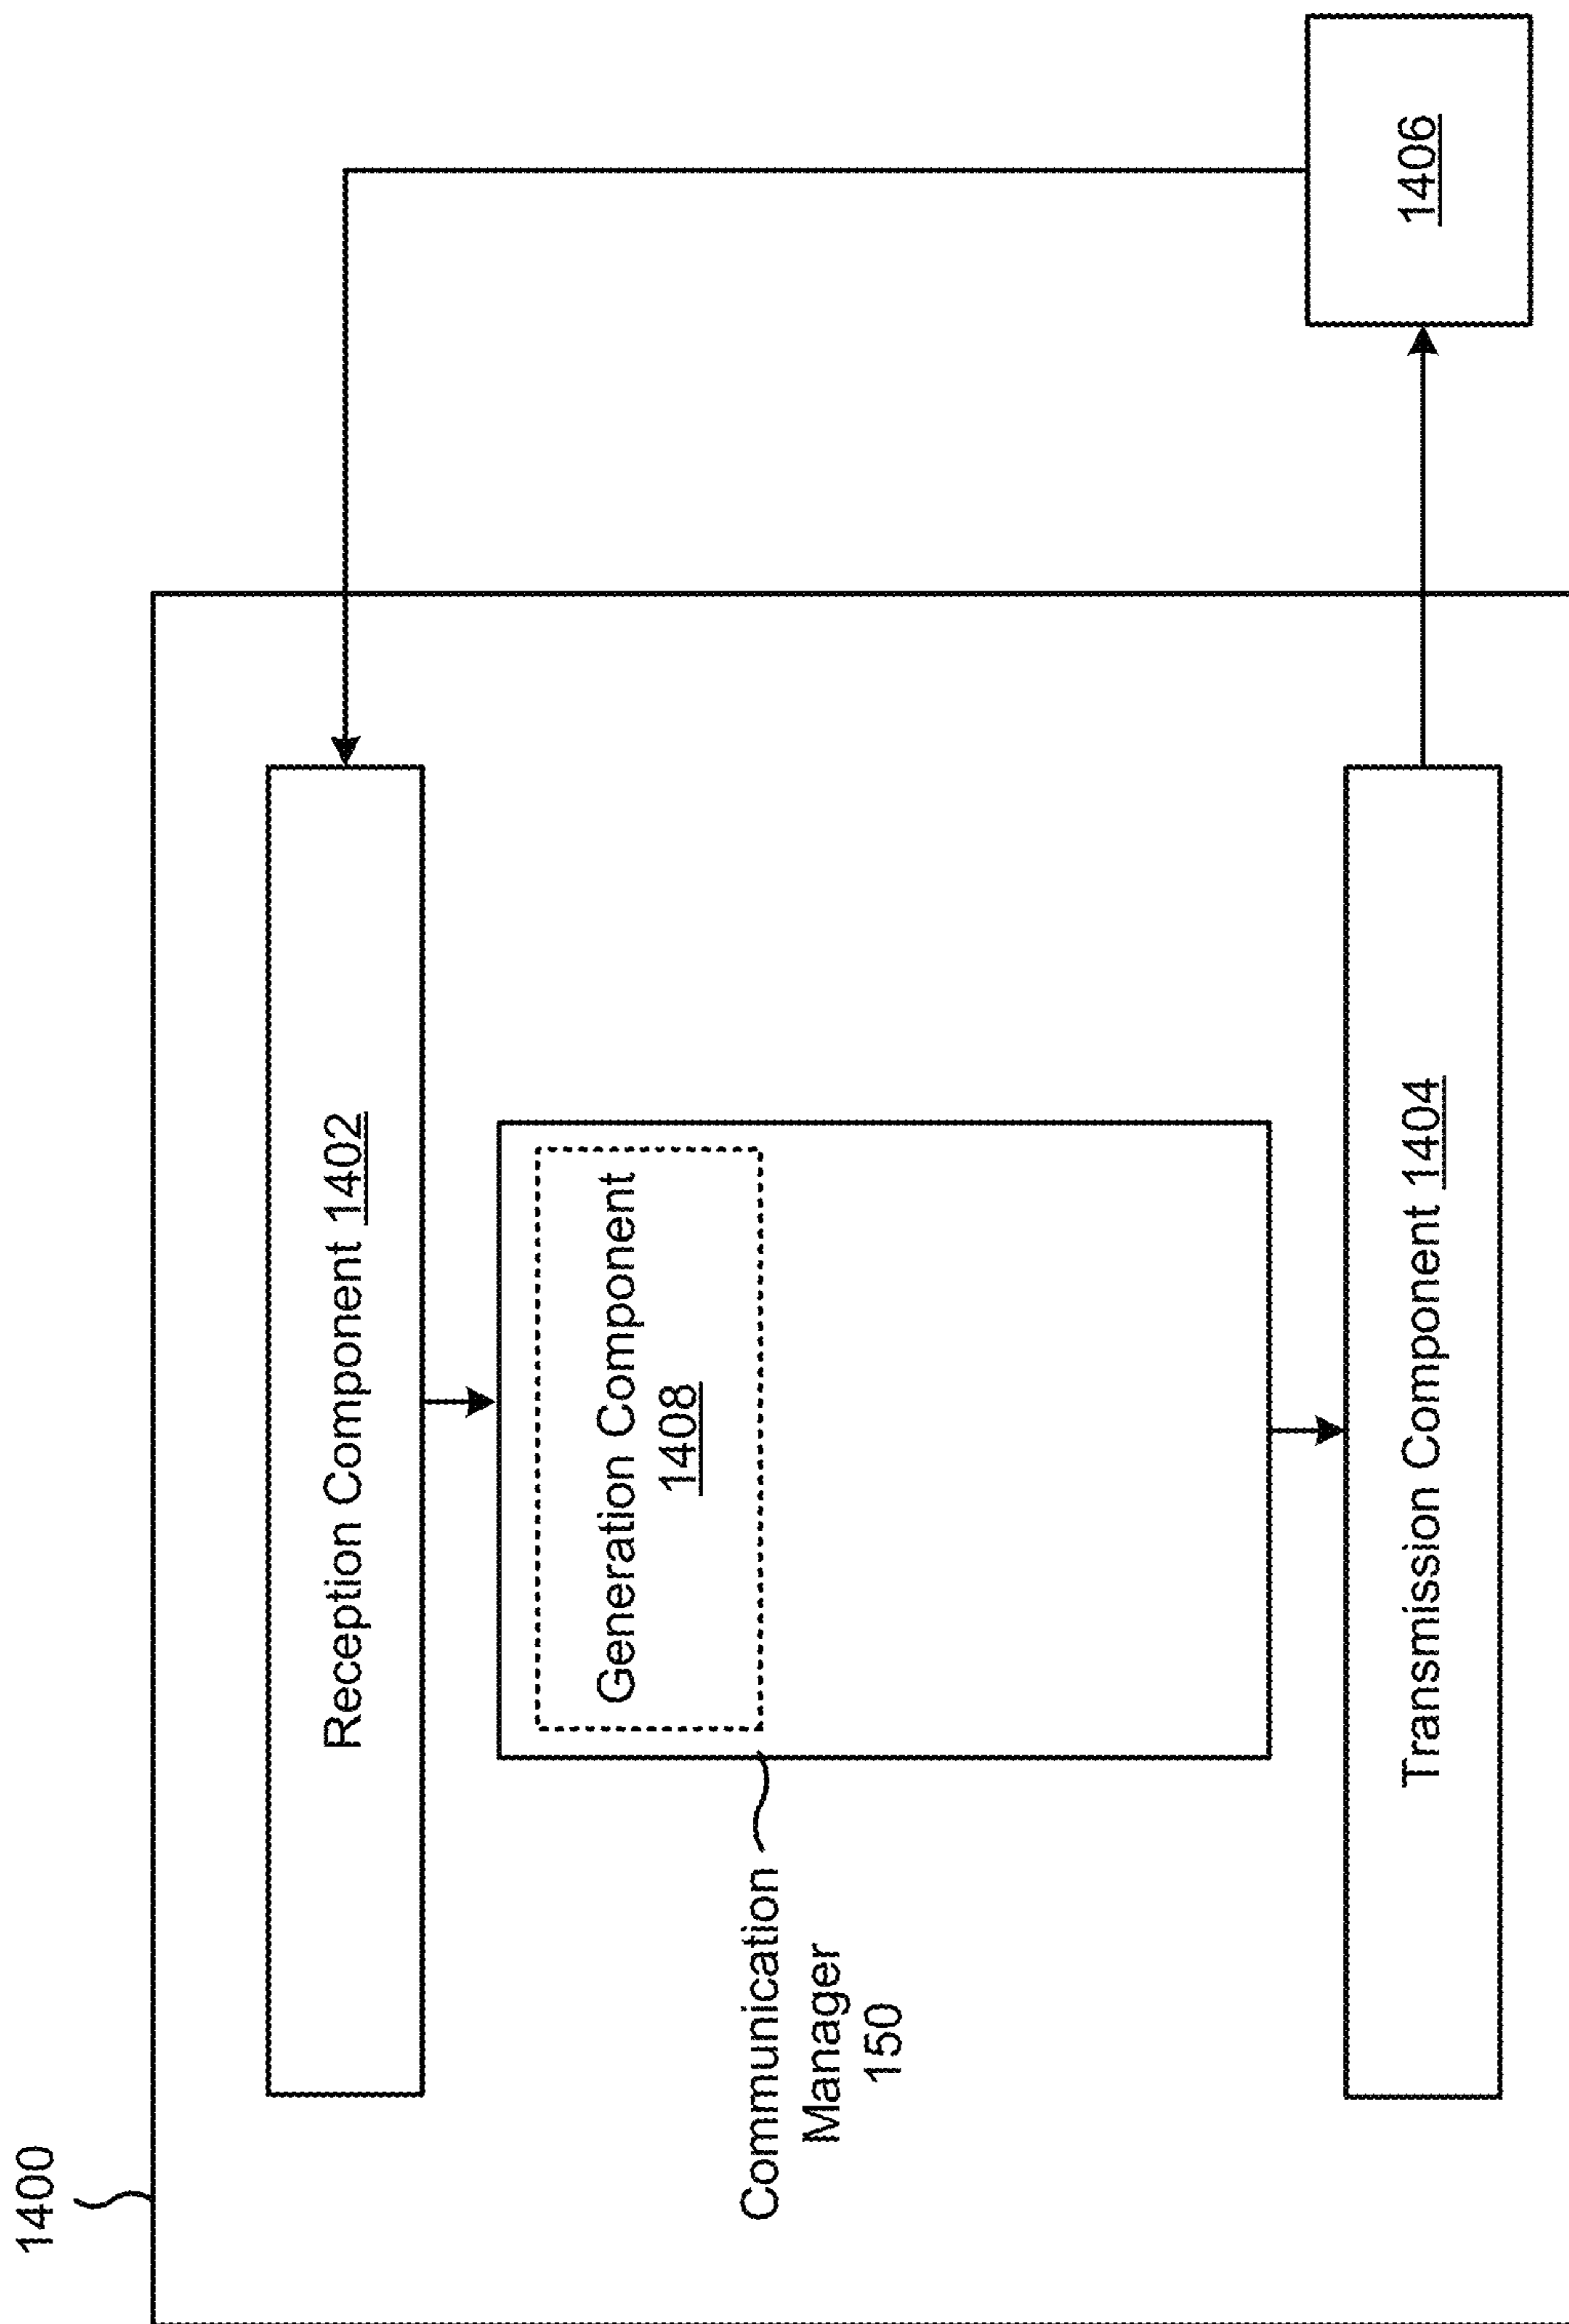 1400
Reception Component 1402
Generation Component
1408
Communication
Manager
150
Transmission Component 1404
1406